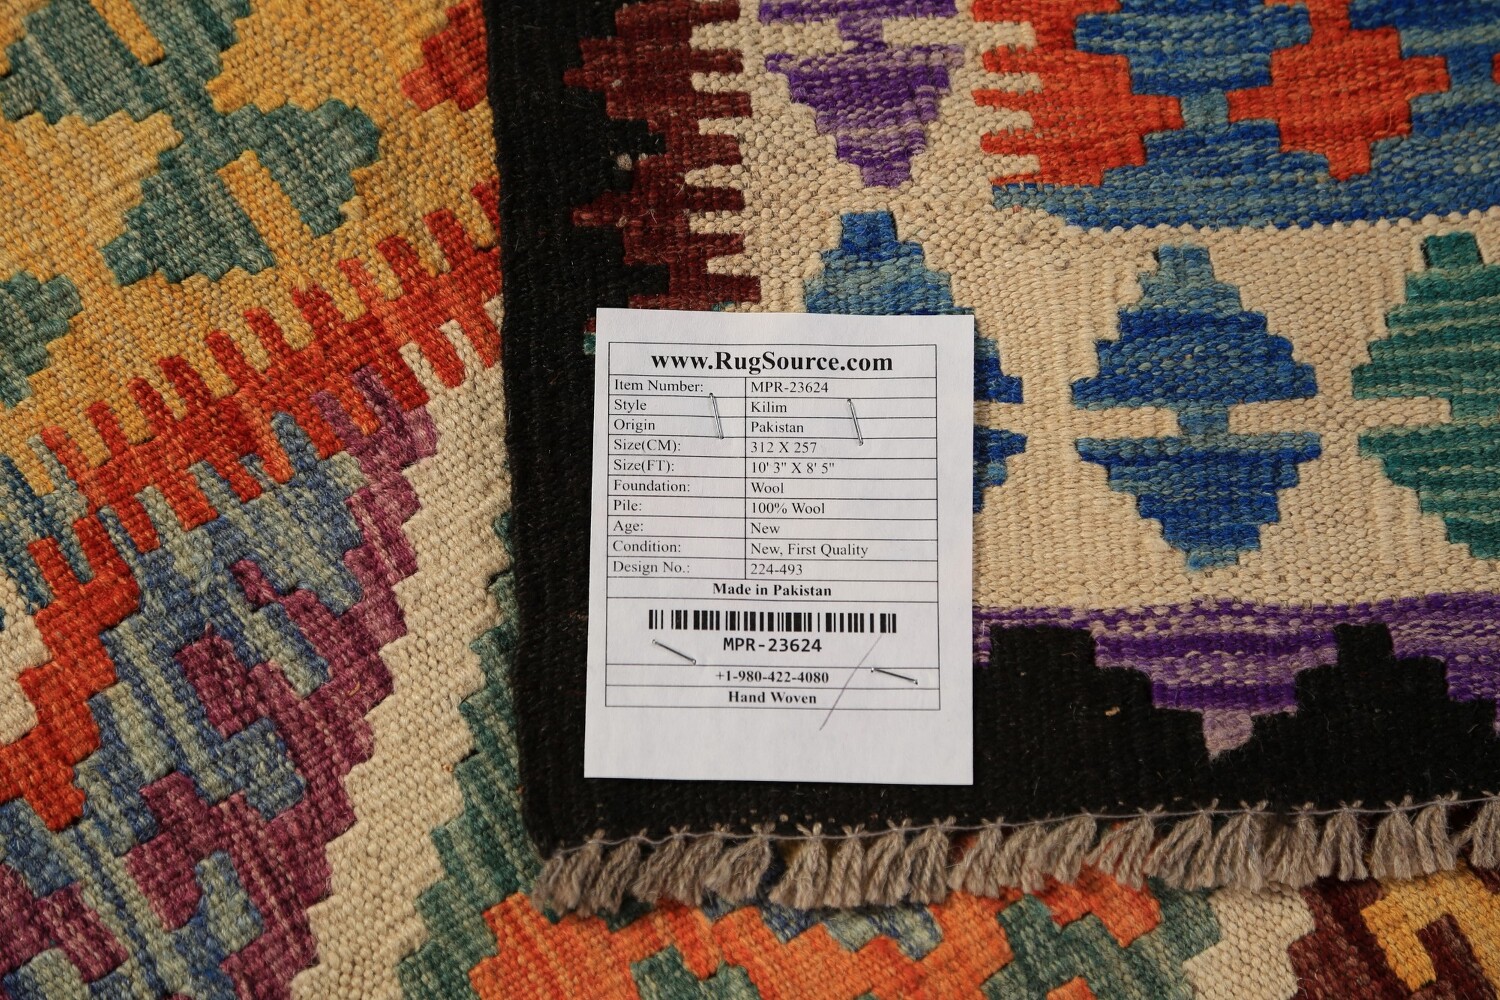 www.RugSource.com
Item Number: MPR-23624
Style Kilim
Origin Pakistan
Size(CM): 312 X 257
Size(FT): 10' 3" X 8' 5"
Foundation: Wool
Pile: 100% Wool
Age: New
Condition: New, First Quality
Design No.: 224-493
Made in Pakistan
MPR-23624
+1-980-422-4080
Hand Woven